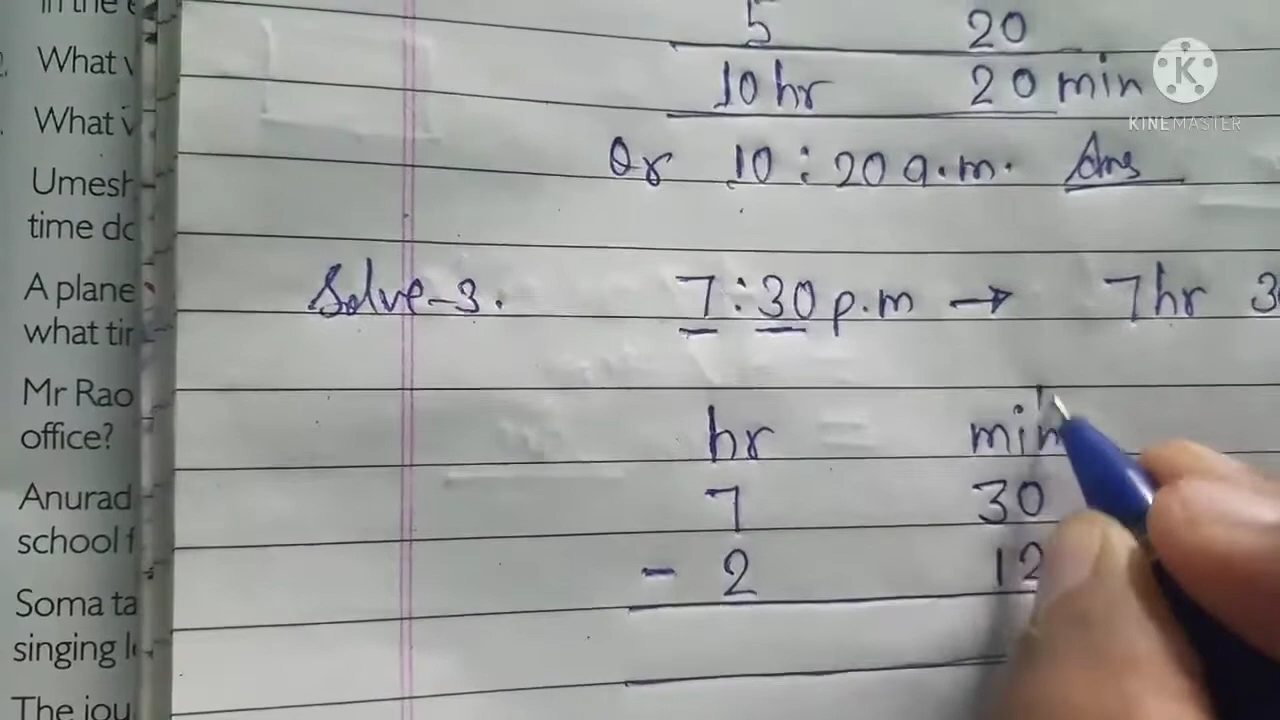 in the
5 20
What
10 hr 20 min
KINEMASTER
What
Or 10:20 a.m. Ans
Umesh
time
A plane
Solve-3. 7:30 p.m → 7 hr 3
what
Mr Rao
office?
hr min
Anurad
7 30
school
- 2 12
Soma ta
singing
The jou